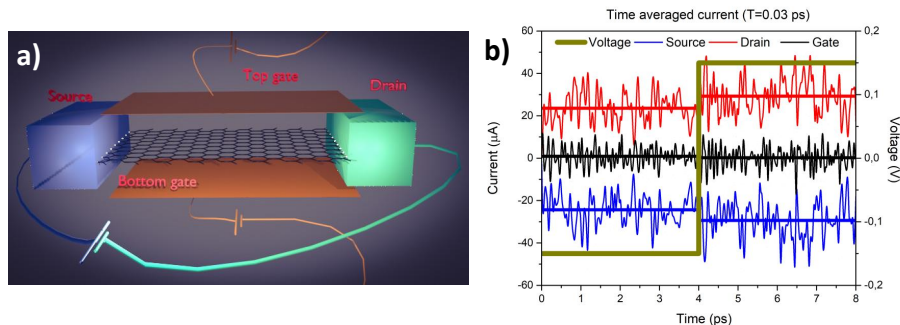 a)
Top gate
Drain
Source
Bottom gate
b)
Time averaged current (T=0.03 ps)
Voltage Source Drain Gate
60
40
20
0
-20
-40
-60
Current (µA)
0,2
0,1
0,0
-0,1
-0,2
Voltage (V)
0 1 2 3 4 5 6 7 8
Time (ps)